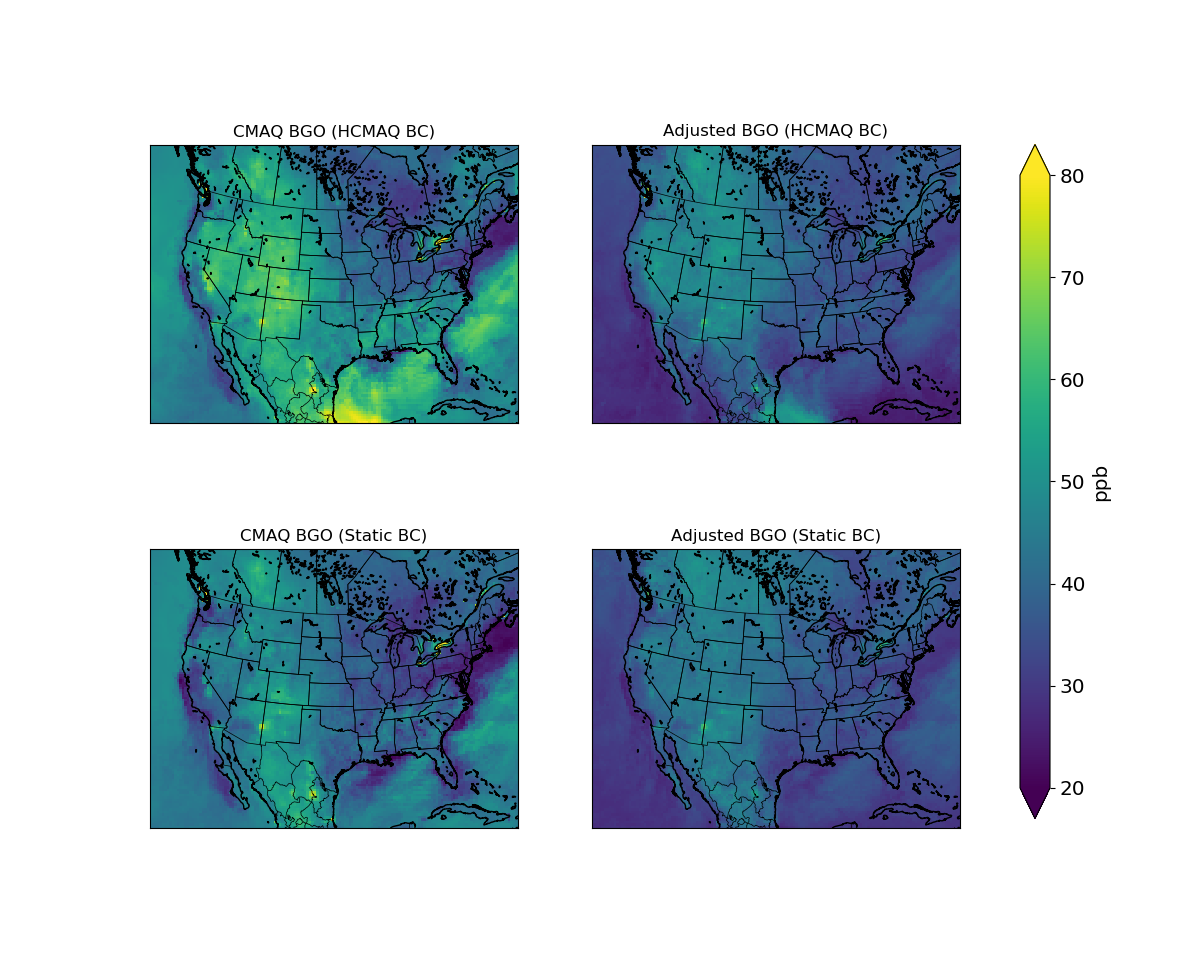 CMAQ BGO (HCMAQ BC)
Adjusted BGO (HCMAQ BC)
80
70
60
50
40
30
20
ppb
CMAQ BGO (Static BC)
Adjusted BGO (Static BC)